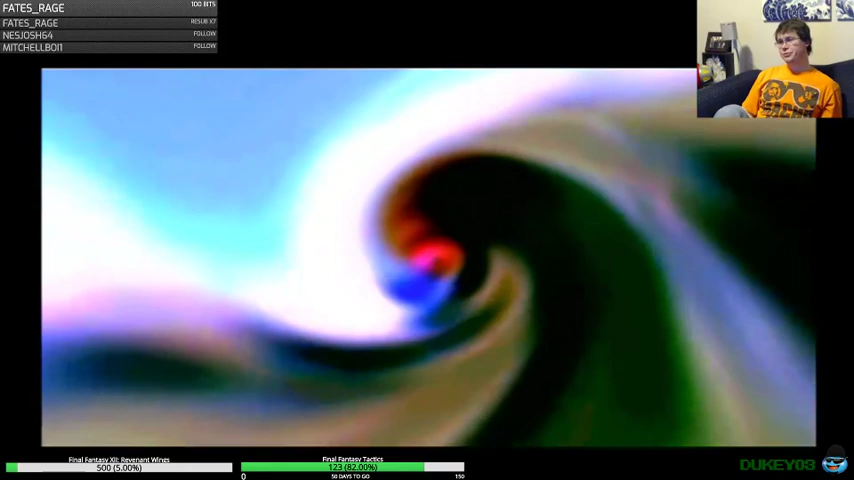 FATES_RAGE 100 BITS
FATES_RAGE RESUB X7
NESJOSH64 FOLLOW
MITCHELLBOI1 FOLLOW
Final Fantasy XII: Revenant Wings
500 (5.00%)
Final Fantasy Tactics
123 (82.00%)
0 50 DAYS TO GO 150
DUKEY03